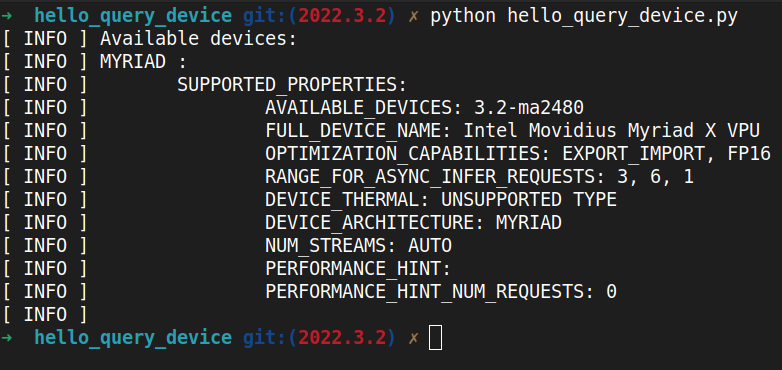 ➜  hello_query_device git:(2022.3.2) ✗ python hello_query_device.py
[ INFO ] Available devices:
[ INFO ] MYRIAD :
[ INFO ]        SUPPORTED_PROPERTIES:
[ INFO ]                AVAILABLE_DEVICES: 3.2-ma2480
[ INFO ]                FULL_DEVICE_NAME: Intel Movidius Myriad X VPU
[ INFO ]                OPTIMIZATION_CAPABILITIES: EXPORT_IMPORT, FP16
[ INFO ]                RANGE_FOR_ASYNC_INFER_REQUESTS: 3, 6, 1
[ INFO ]                DEVICE_THERMAL: UNSUPPORTED TYPE
[ INFO ]                DEVICE_ARCHITECTURE: MYRIAD
[ INFO ]                NUM_STREAMS: AUTO
[ INFO ]                PERFORMANCE_HINT:
[ INFO ]                PERFORMANCE_HINT_NUM_REQUESTS: 0
[ INFO ]
➜  hello_query_device git:(2022.3.2) ✗